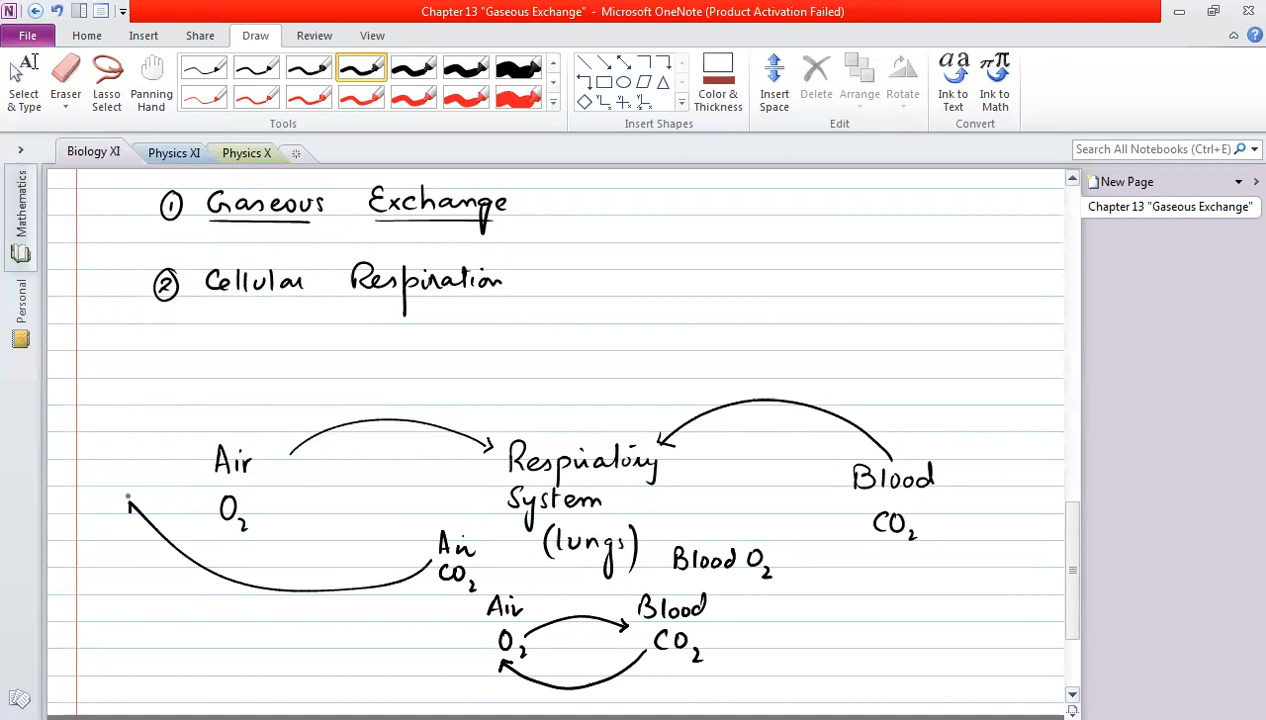 Chapter 13 "Gaseous Exchange" - Microsoft OneNote (Product Activation Failed)
File Home Insert Share Draw Review View
Select & Type
Eraser
Lasso Select
Panning Hand
Color & Thickness
Insert Space
Delete
Arrange
Rotate
Ink to Text
Ink to Math
Tools Insert Shapes Edit Convert
Biology XI Physics XI Physics X
Search All Notebooks (Ctrl+E)
New Page
Chapter 13 "Gaseous Exchange"
Mathematics
Personal
① Gaseous Exchange
② Cellular Respiration
Air Respiratory Blood
O2 System CO2
(lungs)
Air Blood O2
CO2
Air Blood
O2 CO2